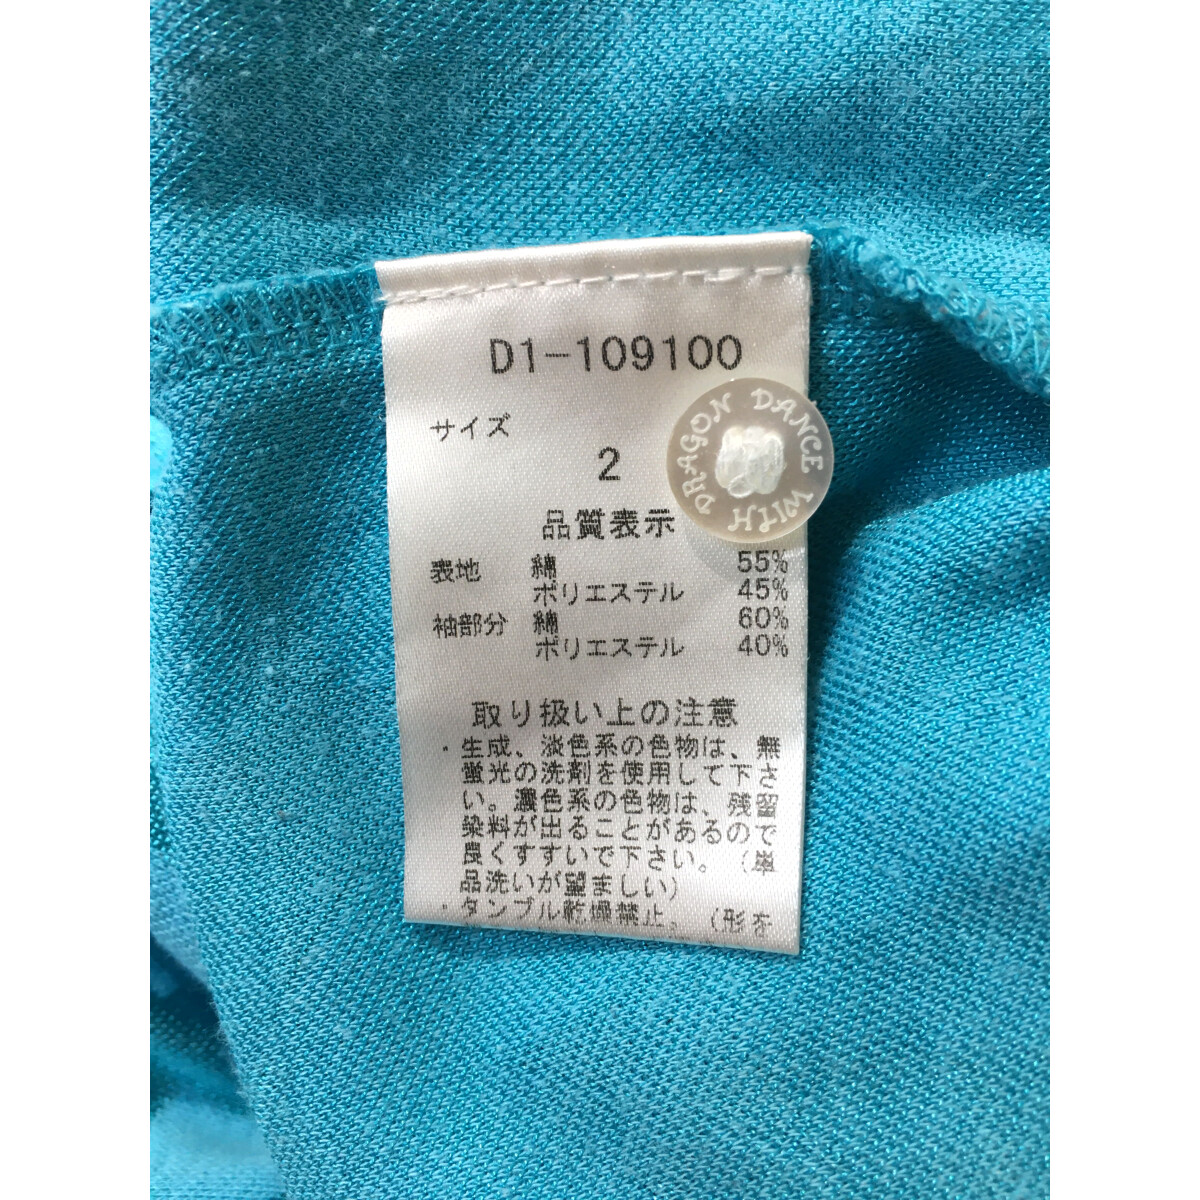 D1-109100
サイズ
2
DANCE WITH DRAGON
品質表示
表地 綿 55%
ポリエステル 45%
袖部分 綿 60%
ポリエステル 40%
取り扱い上の注意
・生成、淡色系の色物は、無
蛍光の洗剤を使用して下さ
い。濃色系の色物は、残留
染料が出ることがあるので
良くすすいで下さい。（単
品洗いが望ましい）
・タンブル乾燥禁止。（形を